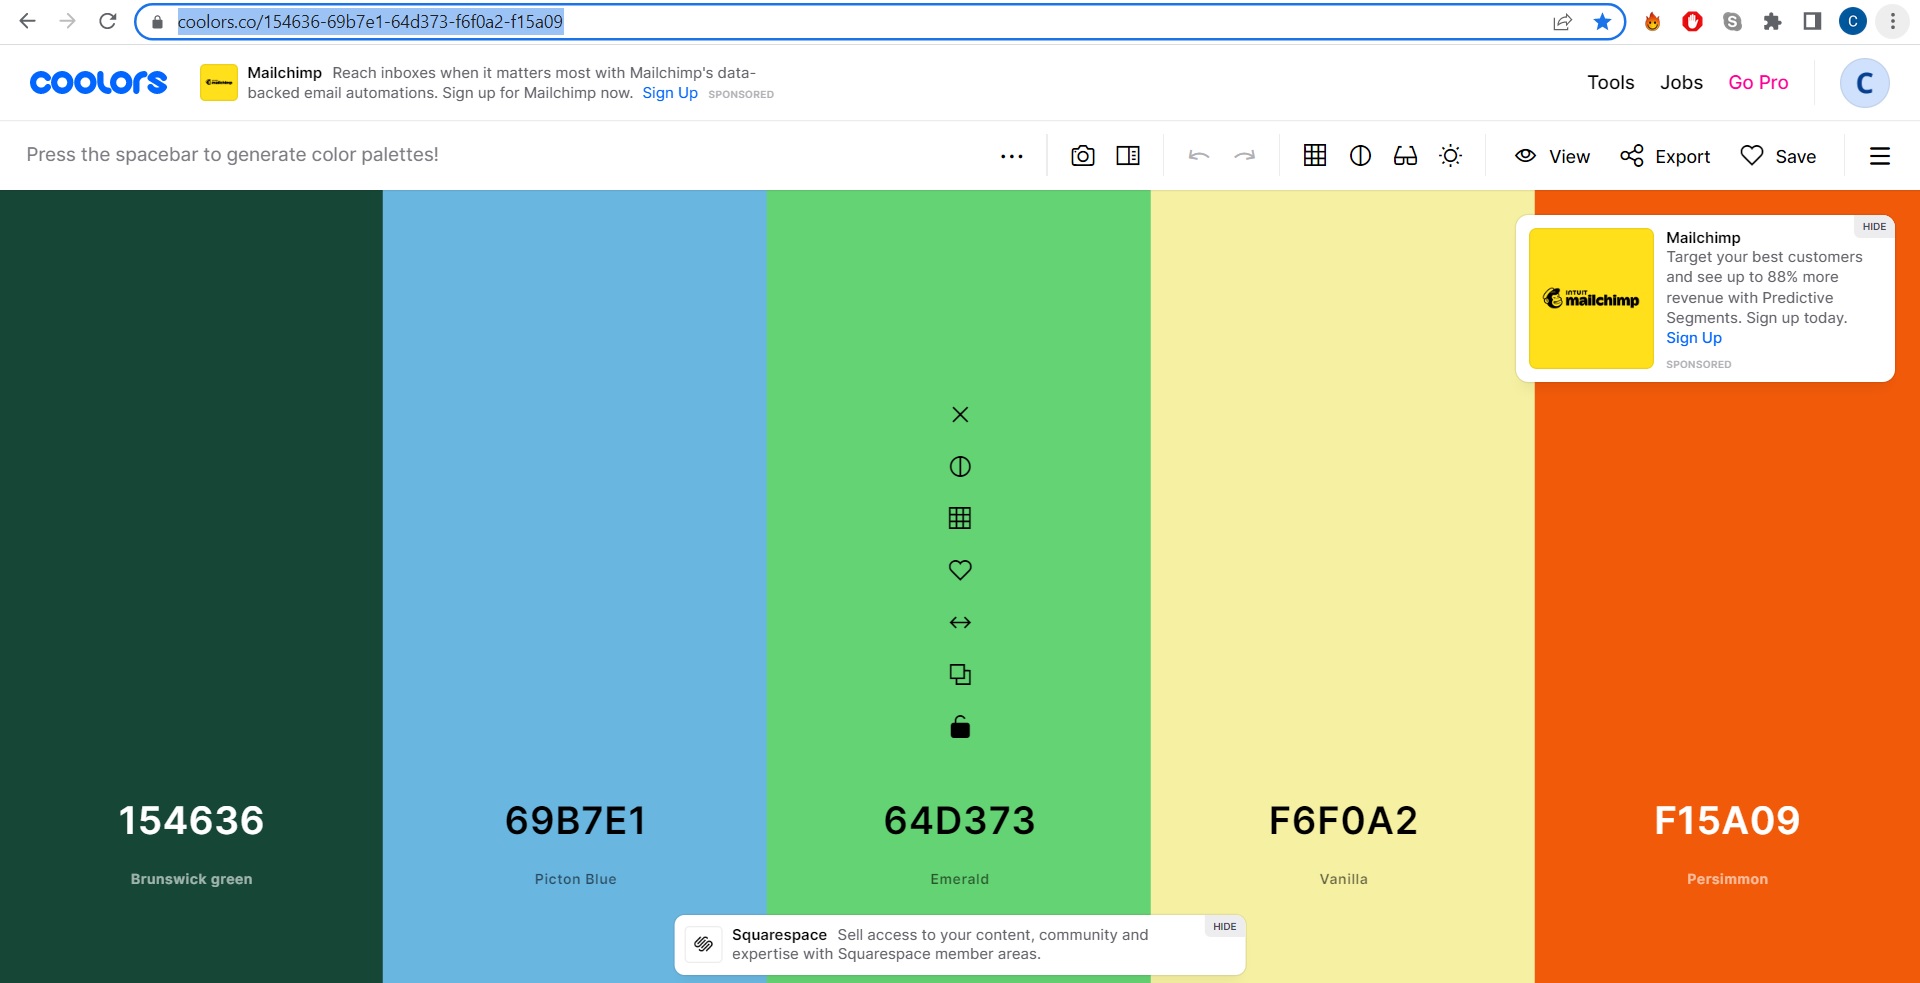 coolors.co/154636-69b7e1-64d373-f6f0a2-f15a09
S
C
coolors
Mailchimp Reach inboxes when it matters most with Mailchimp's data-
backed email automations. Sign up for Mailchimp now. Sign Up SPONSORED
Tools Jobs Go Pro
C
Press the spacebar to generate color palettes!
View Export Save
HIDE
INTUIT
mailchimp
Mailchimp
Target your best customers
and see up to 88% more
revenue with Predictive
Segments. Sign up today.
Sign Up
SPONSORED
154636 69B7E1 64D373 F6F0A2 F15A09
Brunswick green Picton Blue Emerald Vanilla Persimmon
HIDE
Squarespace Sell access to your content, community and
expertise with Squarespace member areas.